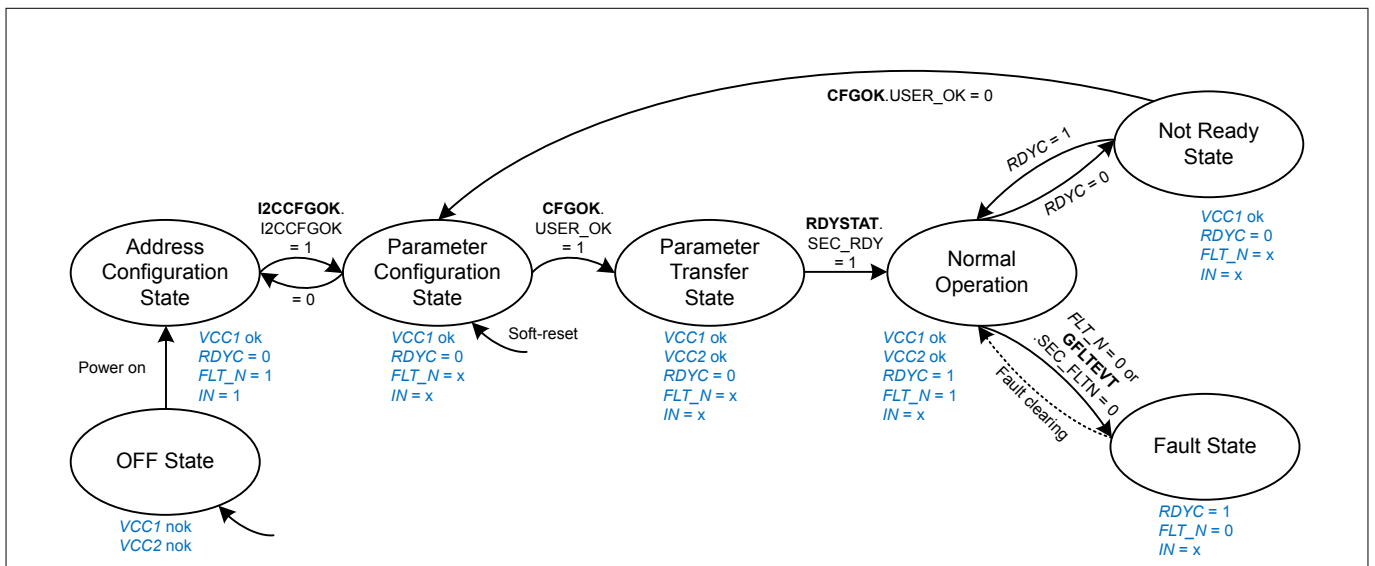 CFGOK.USER_OK = 0
Not Ready
State
RDYC = 1
RDYC = 0
VCC1 ok
RDYC = 0
FLT_N = x
IN = x
I2CCFGOK.
I2CCFGOK
= 1
= 0
CFGOK.
USER_OK
= 1
RDYSTAT.
SEC_RDY
= 1
Address
Configuration
State
Parameter
Configuration
State
Parameter
Transfer
State
Normal
Operation
VCC1 ok
RDYC = 0
FLT_N = 1
IN = 1
VCC1 ok
RDYC = 0
FLT_N = x
IN = x
Soft-reset
VCC1 ok
VCC2 ok
RDYC = 0
FLT_N = x
IN = x
VCC1 ok
VCC2 ok
RDYC = 1
FLT_N = 1
IN = x
FLT_N = 0 or
GFLTEVT
.SEC_FLTN = 0
Fault clearing
Power on
OFF State
VCC1 nok
VCC2 nok
Fault State
RDYC = 1
FLT_N = 0
IN = x